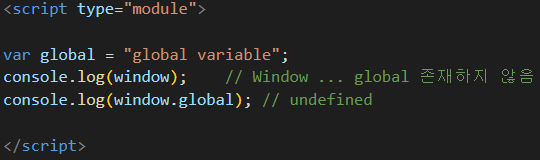 <script type="module">
var global = "global variable";
console.log(window);    // Window ... global 존재하지 않음
console.log(window.global); // undefined
</script>